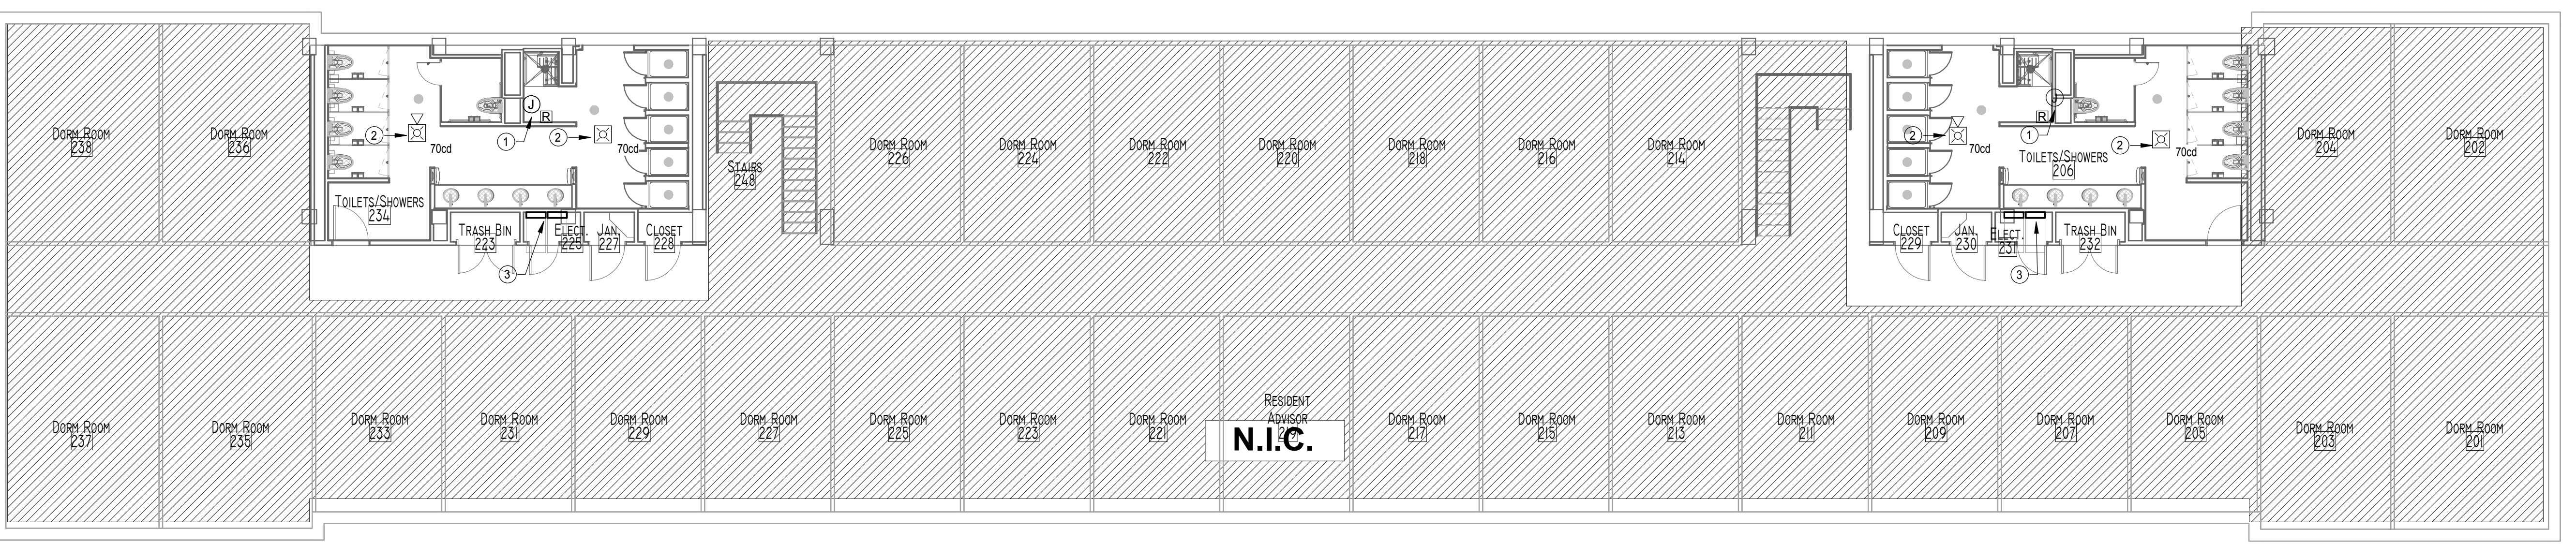 DORM ROOM
238
DORM ROOM
236
2
70cd
J
R
1
2
70cd
TOILETS/SHOWERS
234
TRASH BIN
223
ELECT.
225
JAN.
227
CLOSET
228
3
STAIRS
248
DORM ROOM
226
DORM ROOM
224
DORM ROOM
222
DORM ROOM
220
DORM ROOM
218
DORM ROOM
216
DORM ROOM
214
2
70cd
J
R
1
TOILETS/SHOWERS
206
2
70cd
CLOSET
229
JAN.
230
ELECT.
231
TRASH BIN
232
3
DORM ROOM
204
DORM ROOM
202
DORM ROOM
237
DORM ROOM
235
DORM ROOM
233
DORM ROOM
231
DORM ROOM
229
DORM ROOM
227
DORM ROOM
225
DORM ROOM
223
DORM ROOM
221
RESIDENT
ADVISOR
N.I.C.
DORM ROOM
217
DORM ROOM
215
DORM ROOM
213
DORM ROOM
211
DORM ROOM
209
DORM ROOM
207
DORM ROOM
205
DORM ROOM
203
DORM ROOM
201